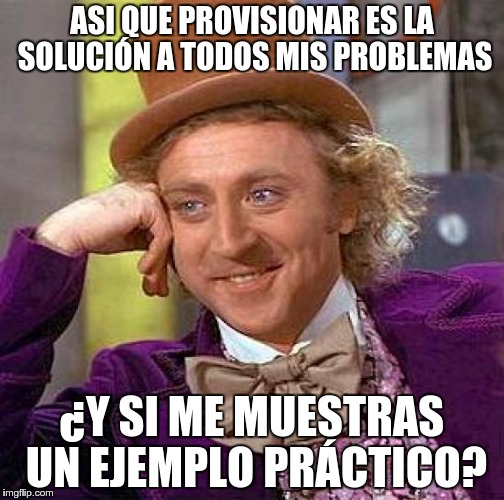 ASI QUE PROVISIONAR ES LA
SOLUCIÓN A TODOS MIS PROBLEMAS
¿Y SI ME MUESTRAS
UN EJEMPLO PRÁCTICO?
imgflip.com